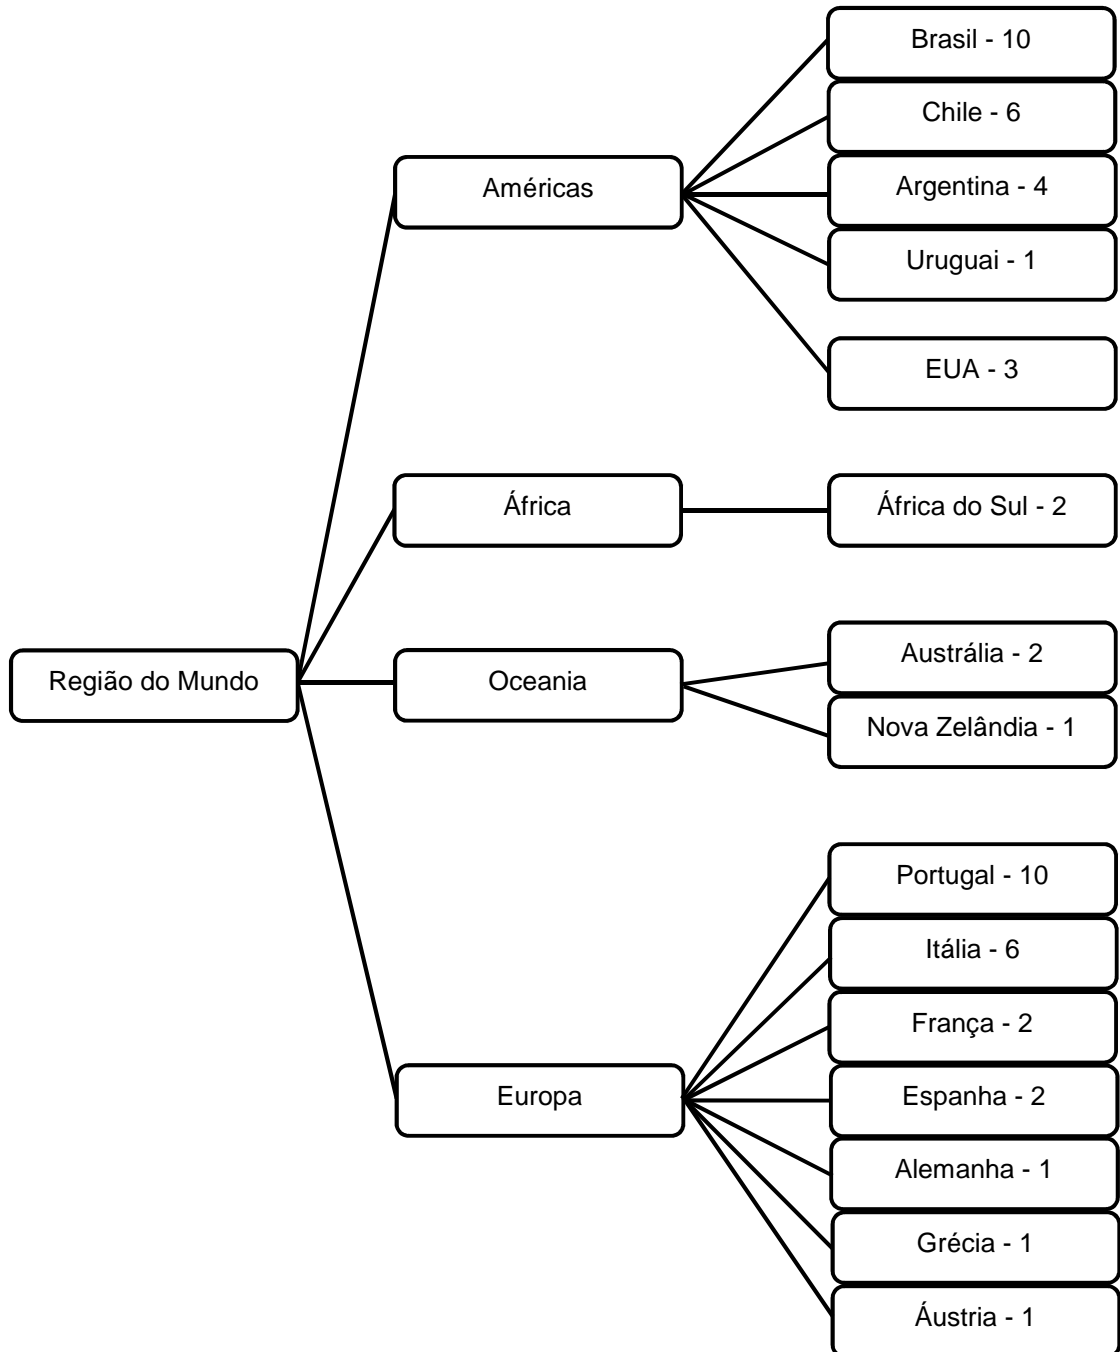 Região do Mundo
Américas
Brasil - 10
Chile - 6
Argentina - 4
Uruguai - 1
EUA - 3
África
África do Sul - 2
Oceania
Austrália - 2
Nova Zelândia - 1
Europa
Portugal - 10
Itália - 6
França - 2
Espanha - 2
Alemanha - 1
Grécia - 1
Áustria - 1